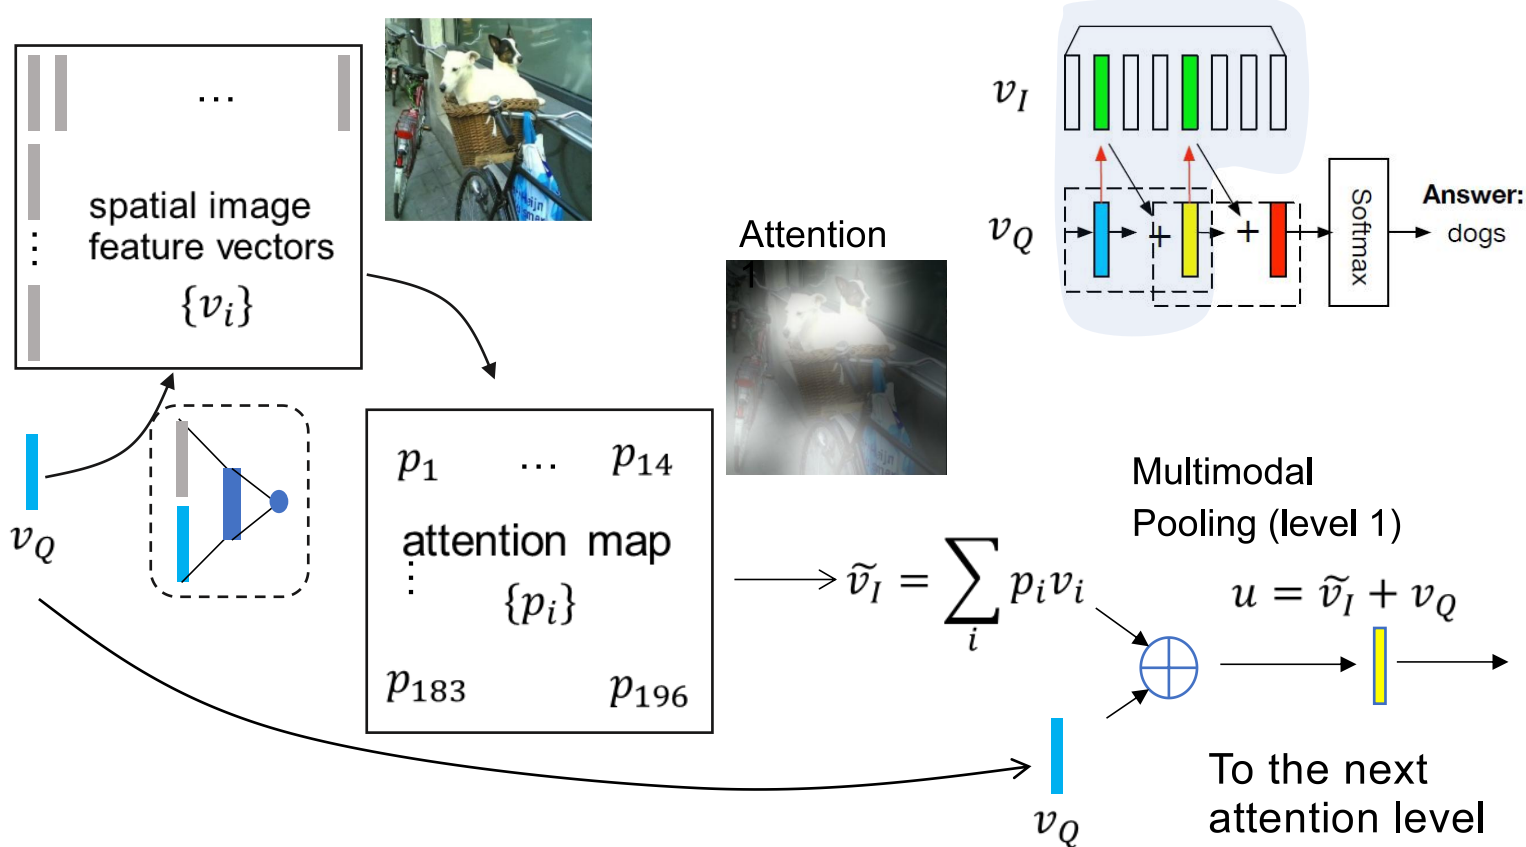 ...
spatial image
feature vectors
{v_i}
v_Q
p_1 ... p_14
attention map
⋮
{p_i}
p_183 p_196
Attention
1
ṽ_I = ∑_i p_i v_i
v_Q
Multimodal
Pooling (level 1)
u = ṽ_I + v_Q
To the next
attention level
v_I
v_Q
+ +
Softmax
Answer:
dogs